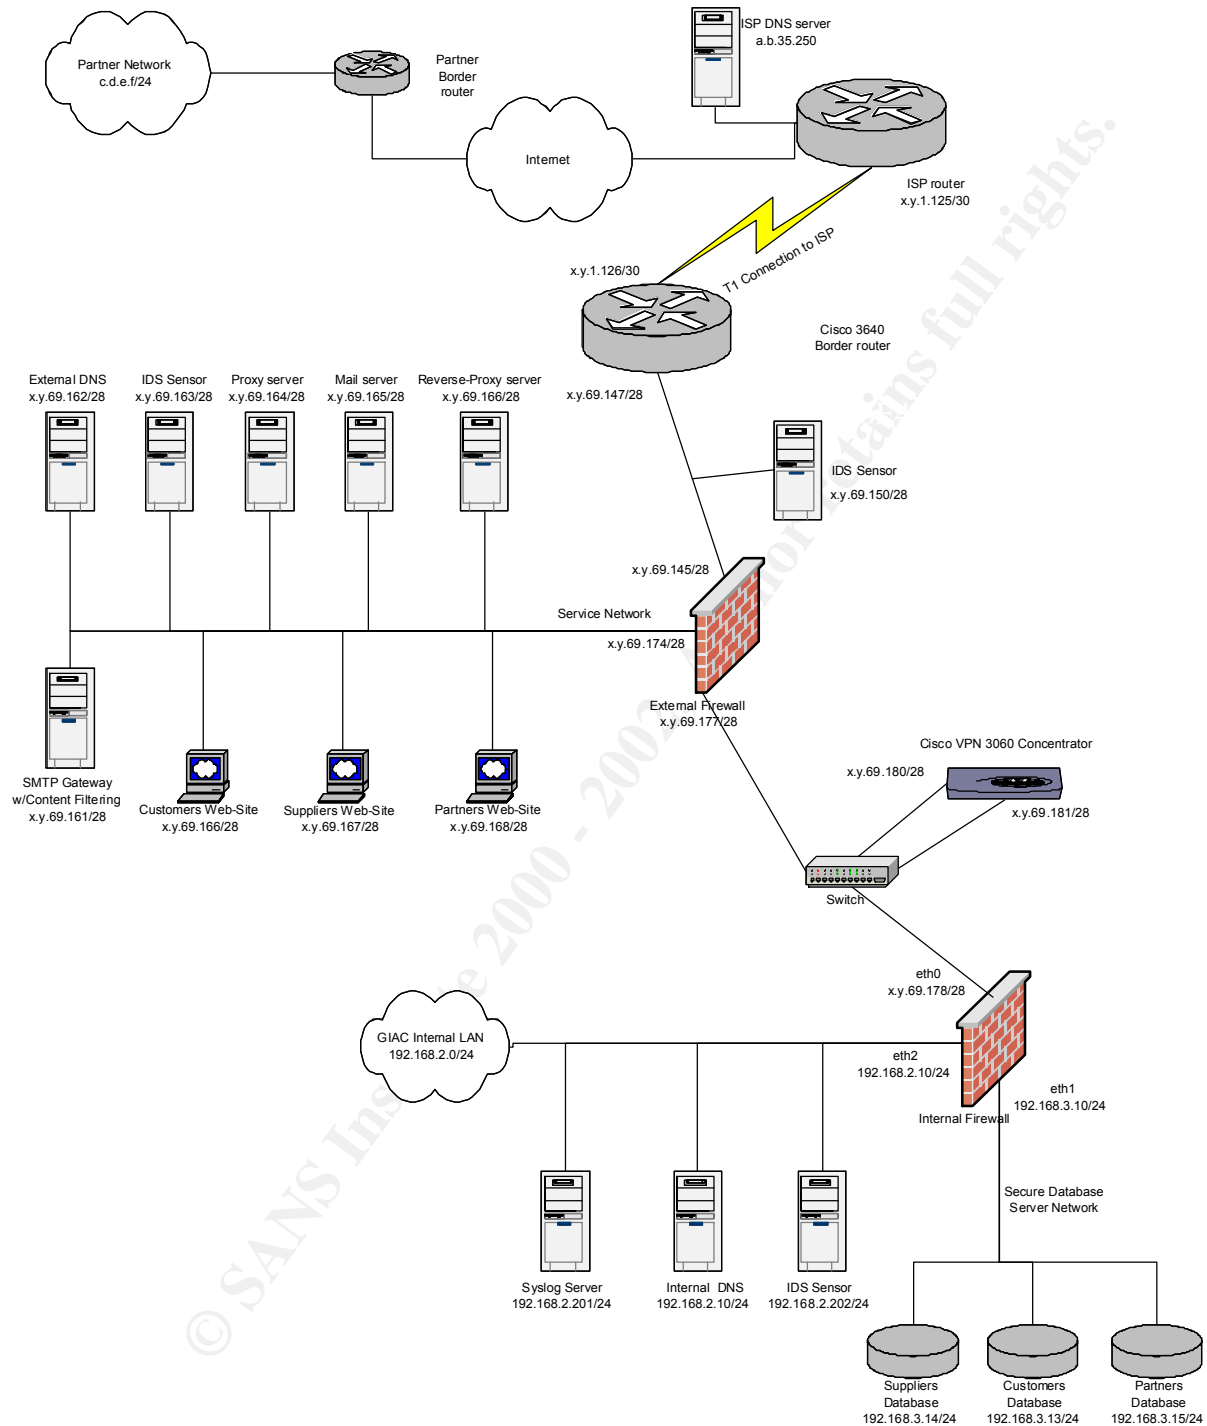 ISP DNS server
a.b.35.250
Partner Network
c.d.e.f/24
Partner
Border
router
Internet
ISP router
x.y.1.125/30
T1 Connection to ISP
x.y.1.126/30
Cisco 3640
Border router
x.y.69.147/28
External DNS
x.y.69.162/28
IDS Sensor
x.y.69.163/28
Proxy server
x.y.69.164/28
Mail server
x.y.69.165/28
Reverse-Proxy server
x.y.69.166/28
IDS Sensor
x.y.69.150/28
x.y.69.145/28
Service Network
x.y.69.174/28
External Firewall
x.y.69.177/28
SMTP Gateway
w/Content Filtering
x.y.69.161/28
Customers Web-Site
x.y.69.166/28
Suppliers Web-Site
x.y.69.167/28
Partners Web-Site
x.y.69.168/28
Cisco VPN 3060 Concentrator
x.y.69.180/28
x.y.69.181/28
Switch
eth0
x.y.69.178/28
GIAC Internal LAN
192.168.2.0/24
eth2
192.168.2.10/24
eth1
192.168.3.10/24
Internal Firewall
Secure Database
Server Network
Syslog Server
192.168.2.201/24
Internal DNS
192.168.2.10/24
IDS Sensor
192.168.2.202/24
Suppliers
Database
192.168.3.14/24
Customers
Database
192.168.3.13/24
Partners
Database
192.168.3.15/24